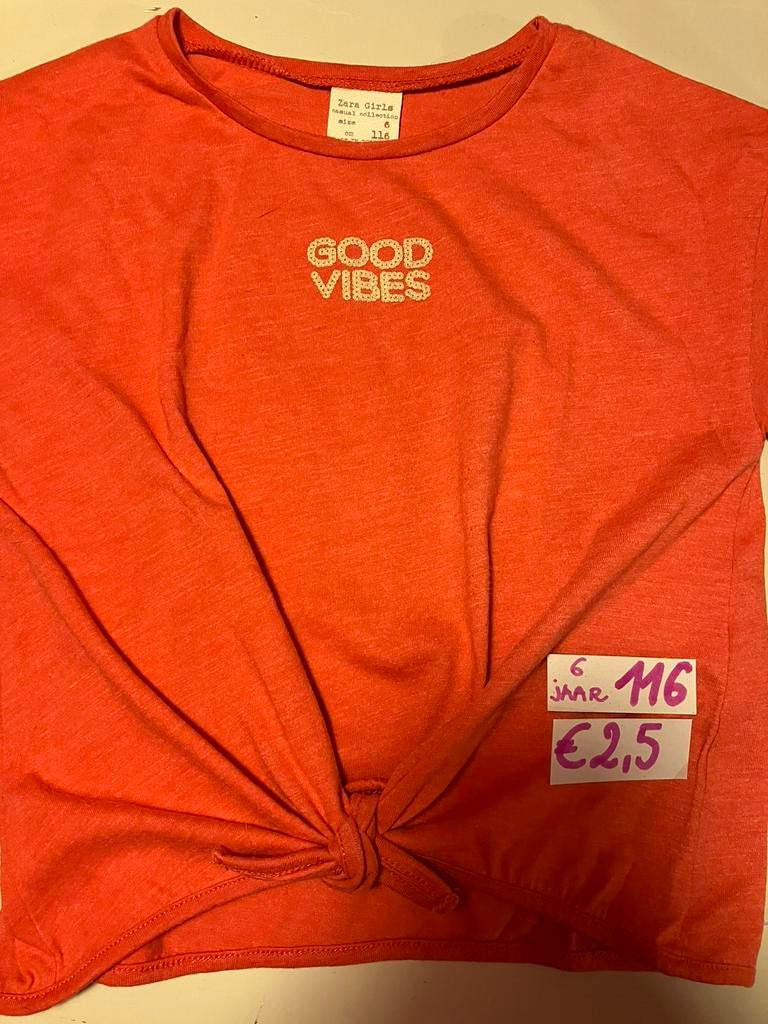 Zara Girls
casual collection
size 6
cm 116
GOOD
VIBES
6
JAAR 116
€2,5